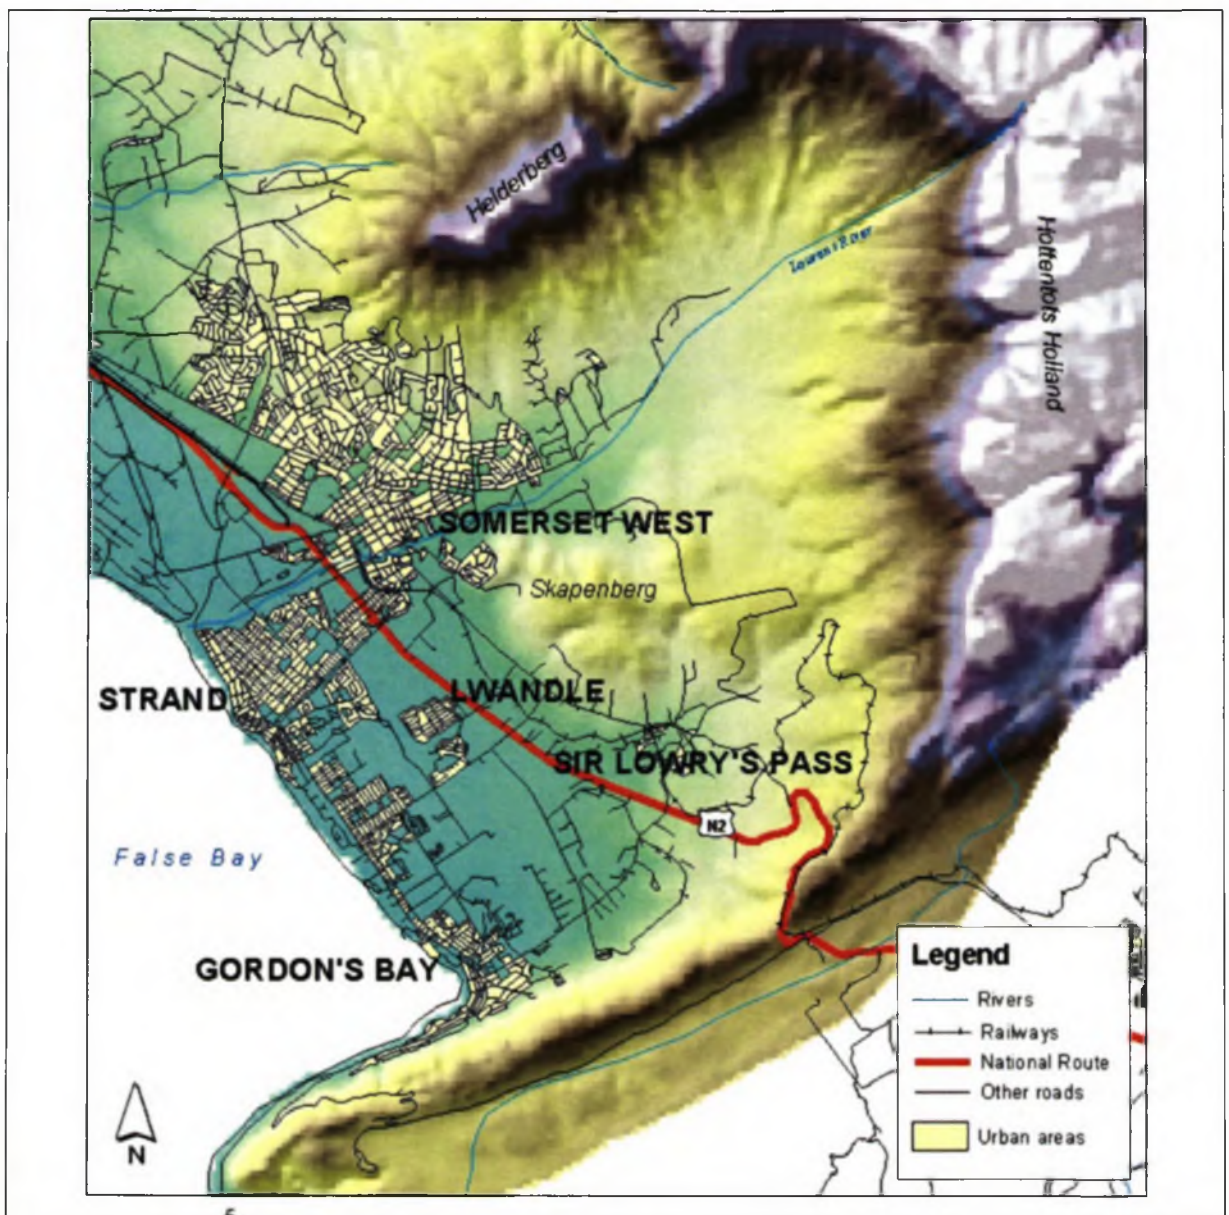 Helderberg
Hottentots Holland
SOMERSET WEST
Skapenberg
STRAND
LWANDLE
SIR LOWRY'S PASS
N2
False Bay
GORDON'S BAY
Legend
Rivers
Railways
National Route
Other roads
Urban areas
N